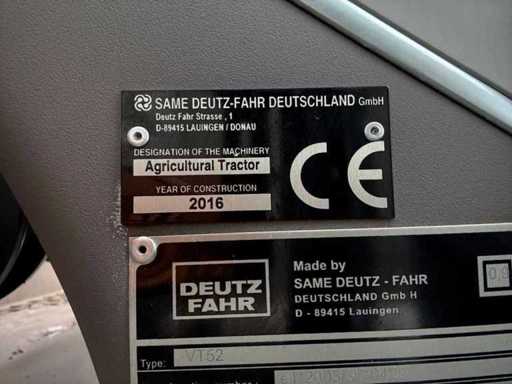 SAME DEUTZ-FAHR DEUTSCHLAND GmbH
Deutz Fahr Strasse , 1
D-89415 LAUINGEN / DONAU
DESIGNATION OF THE MACHINERY
Agricultural Tractor
YEAR OF CONSTRUCTION
2016
CE
DEUTZ
FAHR
Made by
SAME DEUTZ - FAHR
DEUTSCHLAND Gmb H
D - 89415 Lauingen
Type:
VT52